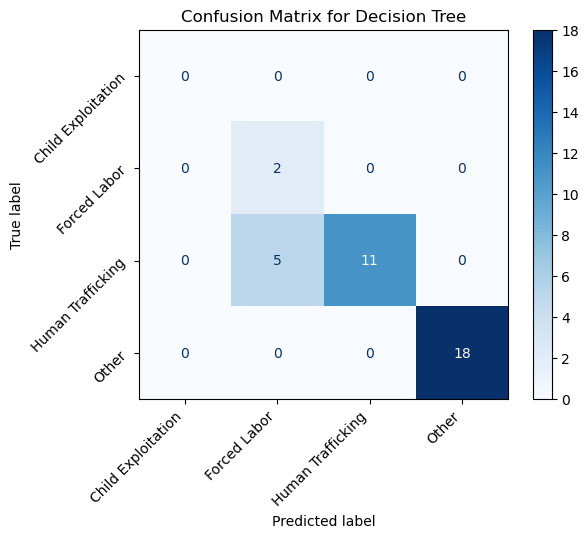 Confusion Matrix for Decision Tree
True label
Child Exploitation
0 0 0 0
Forced Labor
0 2 0 0
Human Trafficking
0 5 11 0
Other
0 0 0 18
Child Exploitation
Forced Labor
Human Trafficking
Other
Predicted label
18
16
14
12
10
8
6
4
2
0